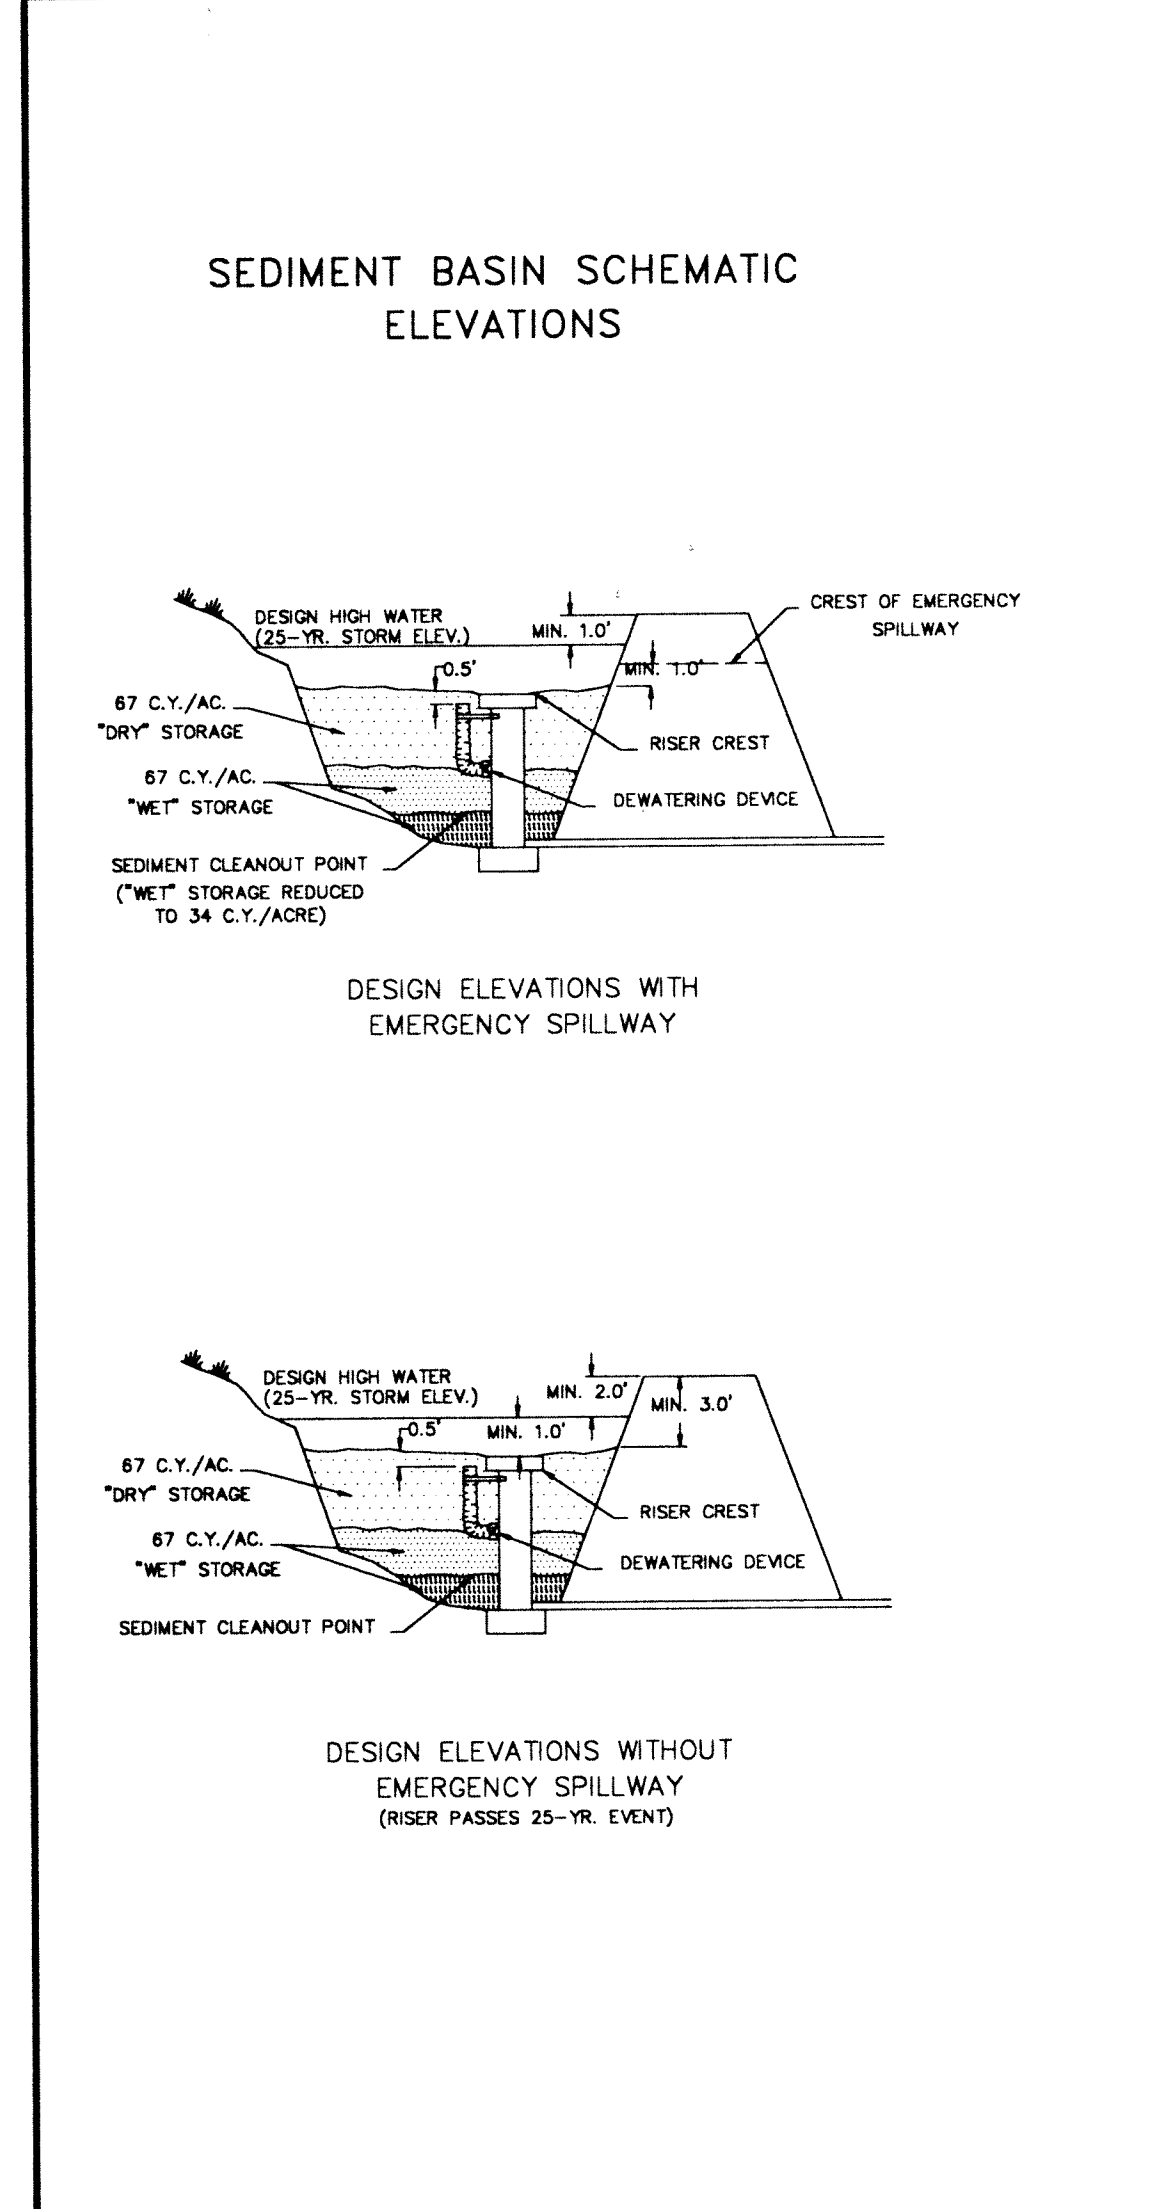 SEDIMENT BASIN SCHEMATIC
ELEVATIONS
DESIGN HIGH WATER
(25-YR. STORM ELEV.)
MIN. 1.0'
CREST OF EMERGENCY
SPILLWAY
MIN. 1.0'
0.5'
67 C.Y./AC.
"DRY" STORAGE
RISER CREST
67 C.Y./AC.
"WET" STORAGE
DEWATERING DEVICE
SEDIMENT CLEANOUT POINT
("WET" STORAGE REDUCED
TO 34 C.Y./ACRE)
DESIGN ELEVATIONS WITH
EMERGENCY SPILLWAY
DESIGN HIGH WATER
(25-YR. STORM ELEV.)
MIN. 2.0'
MIN. 3.0'
0.5'
MIN. 1.0'
67 C.Y./AC.
"DRY" STORAGE
RISER CREST
67 C.Y./AC.
"WET" STORAGE
DEWATERING DEVICE
SEDIMENT CLEANOUT POINT
DESIGN ELEVATIONS WITHOUT
EMERGENCY SPILLWAY
(RISER PASSES 25-YR. EVENT)